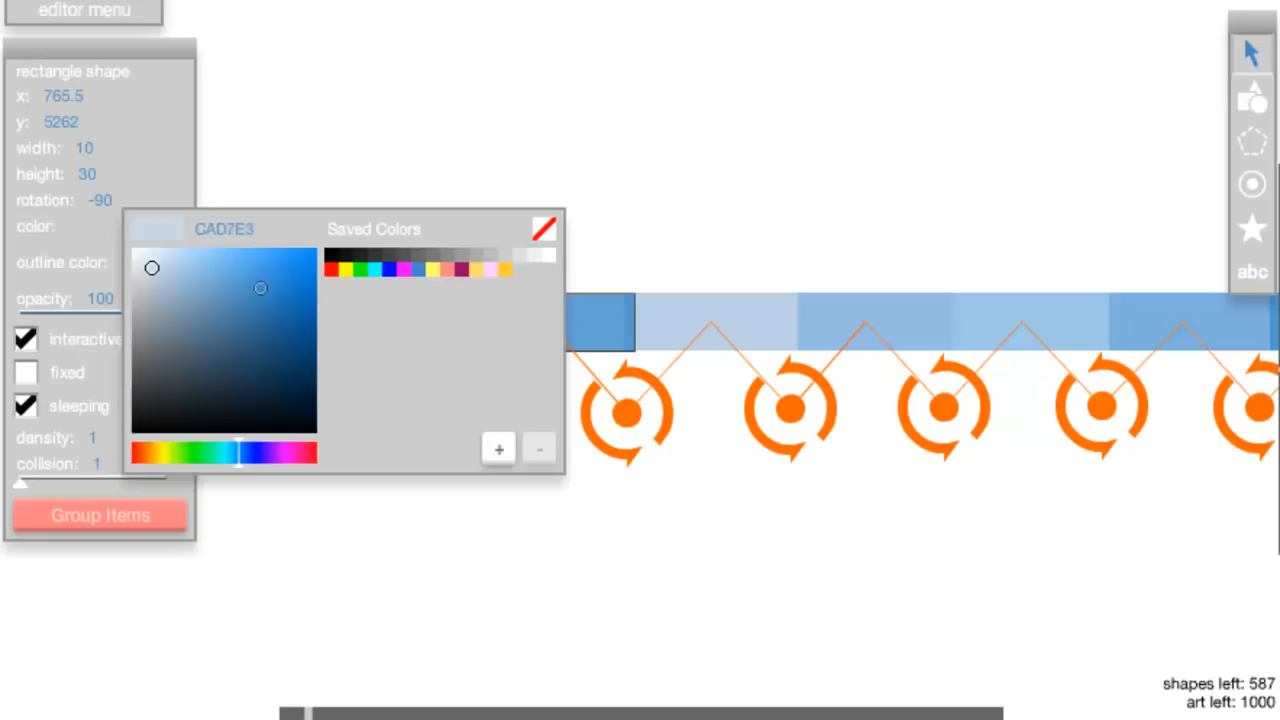 editor menu
rectangle shape
x: 765.5
y: 5262
width: 10
height: 30
rotation: -90
color:
outline color:
opacity: 100
interactive
fixed
sleeping
density: 1
collision: 1
Group Items
CAD7E3
Saved Colors
+
-
abc
shapes left: 587
art left: 1000